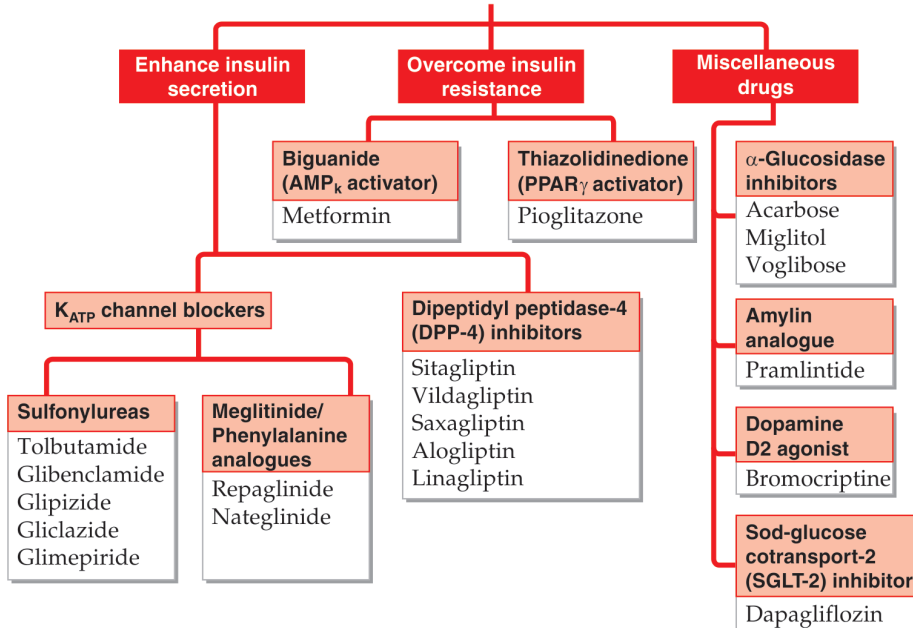 Enhance insulin
secretion
Overcome insulin
resistance
Miscellaneous
drugs
Biguanide
(AMPk activator)
Metformin
Thiazolidinedione
(PPARγ activator)
Pioglitazone
α-Glucosidase
inhibitors
Acarbose
Miglitol
Voglibose
KATP channel blockers
Dipeptidyl peptidase-4
(DPP-4) inhibitors
Sitagliptin
Vildagliptin
Saxagliptin
Alogliptin
Linagliptin
Amylin
analogue
Pramlintide
Sulfonylureas
Tolbutamide
Glibenclamide
Glipizide
Gliclazide
Glimepiride
Meglitinide/
Phenylalanine
analogues
Repaglinide
Nateglinide
Dopamine
D2 agonist
Bromocriptine
Sod-glucose
cotransport-2
(SGLT-2) inhibitor
Dapagliflozin